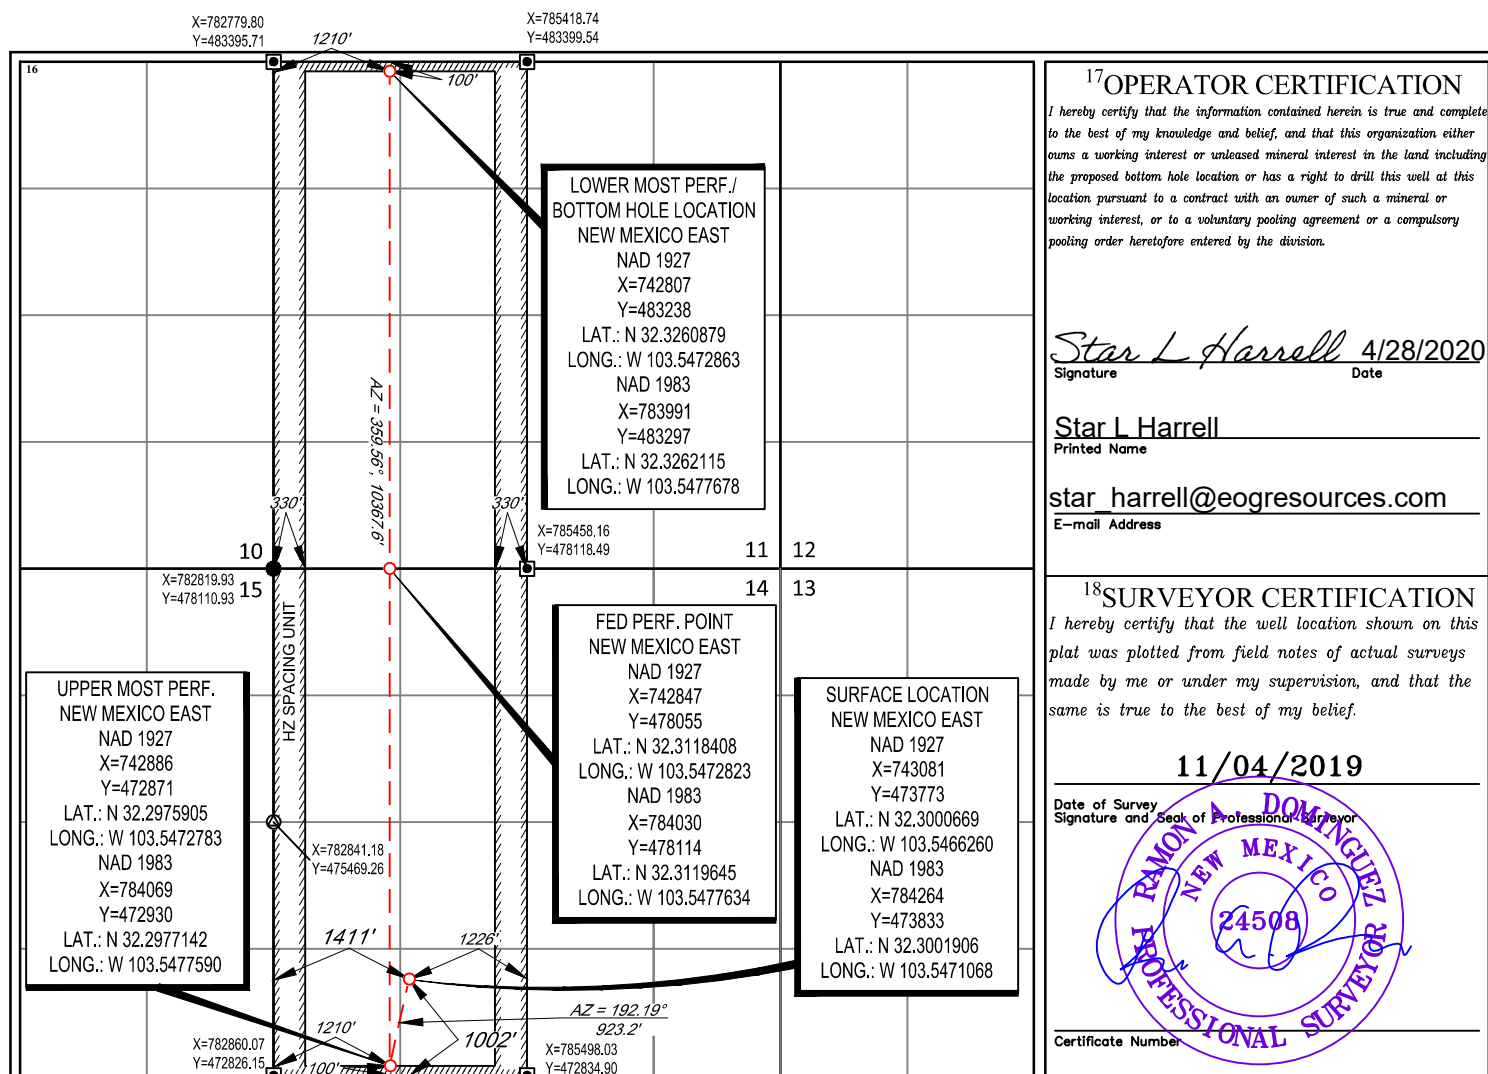 X=782779.80
Y=483395.71
1210'
X=785418.74
Y=483399.54
16
100'
LOWER MOST PERF./
BOTTOM HOLE LOCATION
NEW MEXICO EAST
NAD 1927
X=742807
Y=483238
LAT.: N 32.3260879
LONG.: W 103.5472863
NAD 1983
X=783991
Y=483297
LAT.: N 32.3262115
LONG.: W 103.5477678
AZ = 359.56°, 10367.6'
330'
330'
X=785458.16
Y=478118.49
10
11
12
X=782819.93
Y=478110.93
15
14
13
HZ SPACING UNIT
FED PERF. POINT
NEW MEXICO EAST
NAD 1927
X=742847
Y=478055
LAT.: N 32.3118408
LONG.: W 103.5472823
NAD 1983
X=784030
Y=478114
LAT.: N 32.3119645
LONG.: W 103.5477634
UPPER MOST PERF.
NEW MEXICO EAST
NAD 1927
X=742886
Y=472871
LAT.: N 32.2975905
LONG.: W 103.5472783
NAD 1983
X=784069
Y=472930
LAT.: N 32.2977142
LONG.: W 103.5477590
SURFACE LOCATION
NEW MEXICO EAST
NAD 1927
X=743081
Y=473773
LAT.: N 32.3000669
LONG.: W 103.5466260
NAD 1983
X=784264
Y=473833
LAT.: N 32.3001906
LONG.: W 103.5471068
X=782841.18
Y=475469.26
1411'
1226'
AZ = 192.19°
923.2'
1002'
1210'
X=782860.07
Y=472826.15
100'
X=785498.03
Y=472834.90
17OPERATOR CERTIFICATION
I hereby certify that the information contained herein is true and complete
to the best of my knowledge and belief, and that this organization either
owns a working interest or unleased mineral interest in the land including
the proposed bottom hole location or has a right to drill this well at this
location pursuant to a contract with an owner of such a mineral or
working interest, or to a voluntary pooling agreement or a compulsory
pooling order heretofore entered by the division.
Star L Harrell 4/28/2020
Signature Date
Star L Harrell
Printed Name
star_harrell@eogresources.com
E-mail Address
18SURVEYOR CERTIFICATION
I hereby certify that the well location shown on this
plat was plotted from field notes of actual surveys
made by me or under my supervision, and that the
same is true to the best of my belief.
11/04/2019
Date of Survey
Signature and Seal of Professional Surveyor
RAMON A. DOMINGUEZ
NEW MEXICO
24508
PROFESSIONAL SURVEYOR
Certificate Number